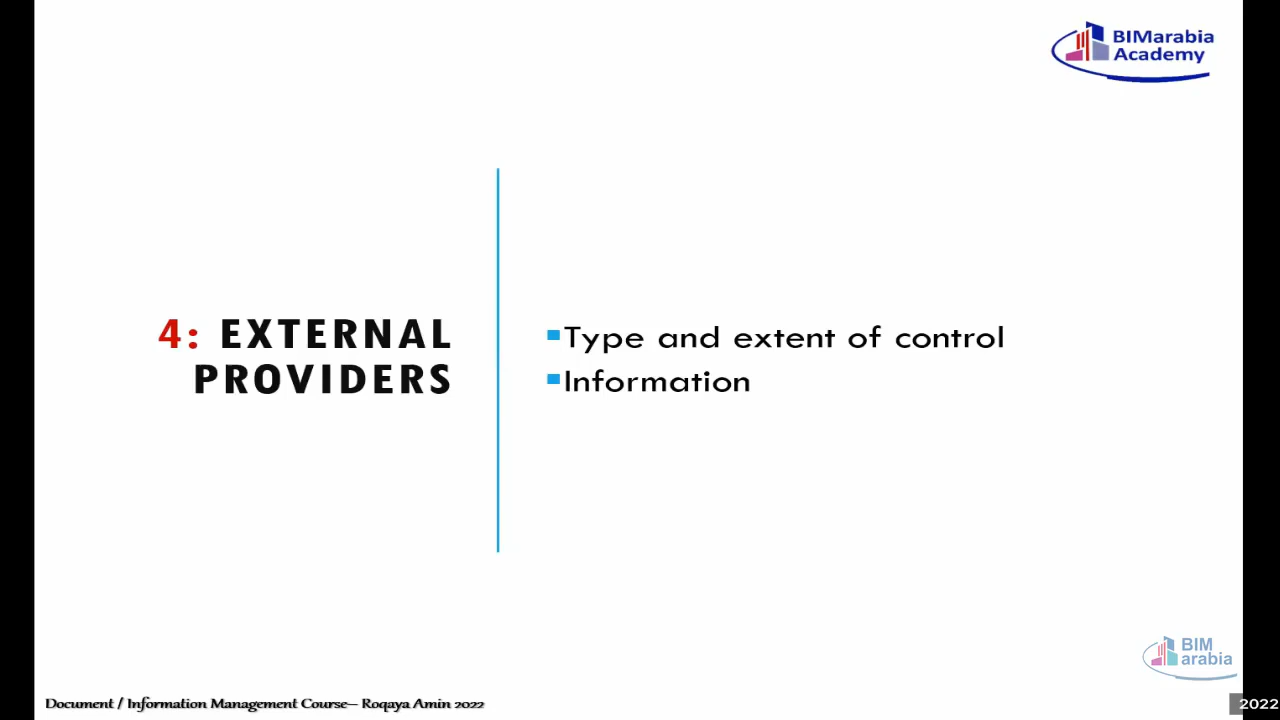 BIMarabia
Academy
4: EXTERNAL
PROVIDERS
Type and extent of control
Information
BIM
arabia
Document / Information Management Course– Roqaya Amin 2022
2022